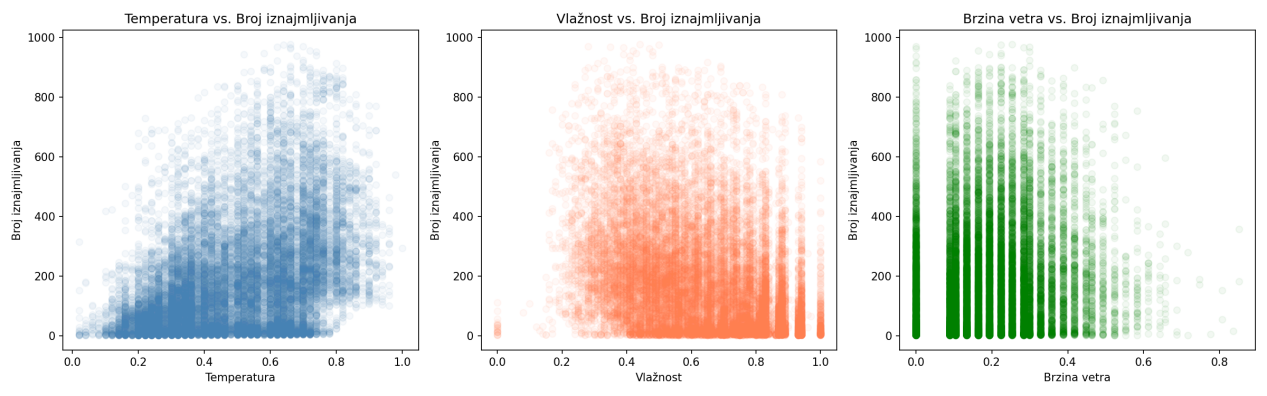 Temperatura vs. Broj iznajmljivanja
Broj iznajmljivanja
1000
800
600
400
200
0
0.0 0.2 0.4 0.6 0.8 1.0
Temperatura
Vlažnost vs. Broj iznajmljivanja
Broj iznajmljivanja
1000
800
600
400
200
0
0.0 0.2 0.4 0.6 0.8 1.0
Vlažnost
Brzina vetra vs. Broj iznajmljivanja
Broj iznajmljivanja
1000
800
600
400
200
0
0.0 0.2 0.4 0.6 0.8
Brzina vetra